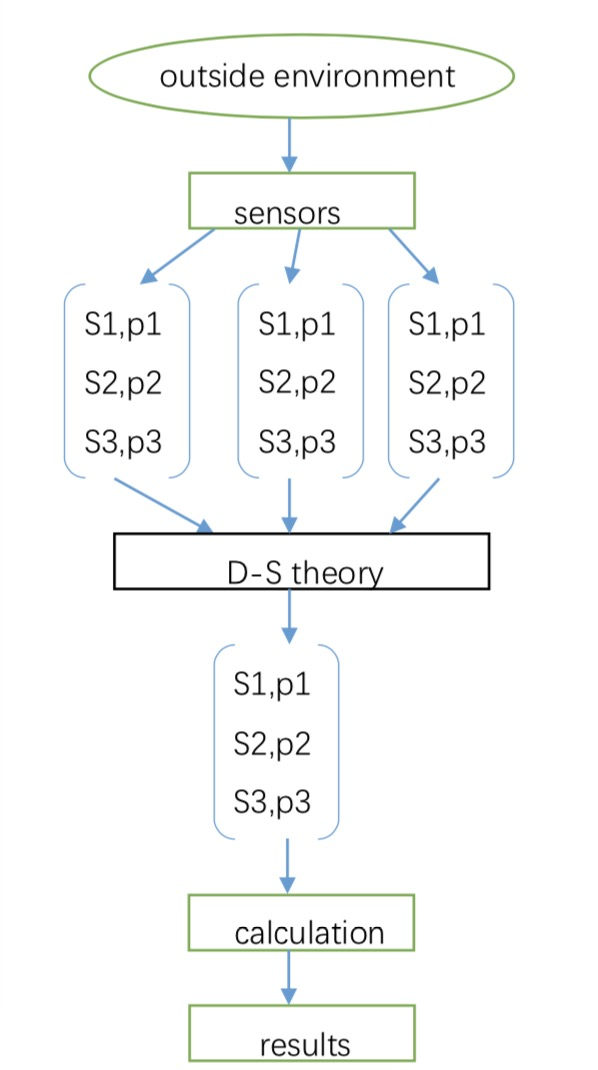 outside environment
sensors
S1,p1
S2,p2
S3,p3
S1,p1
S2,p2
S3,p3
S1,p1
S2,p2
S3,p3
D-S theory
S1,p1
S2,p2
S3,p3
calculation
results